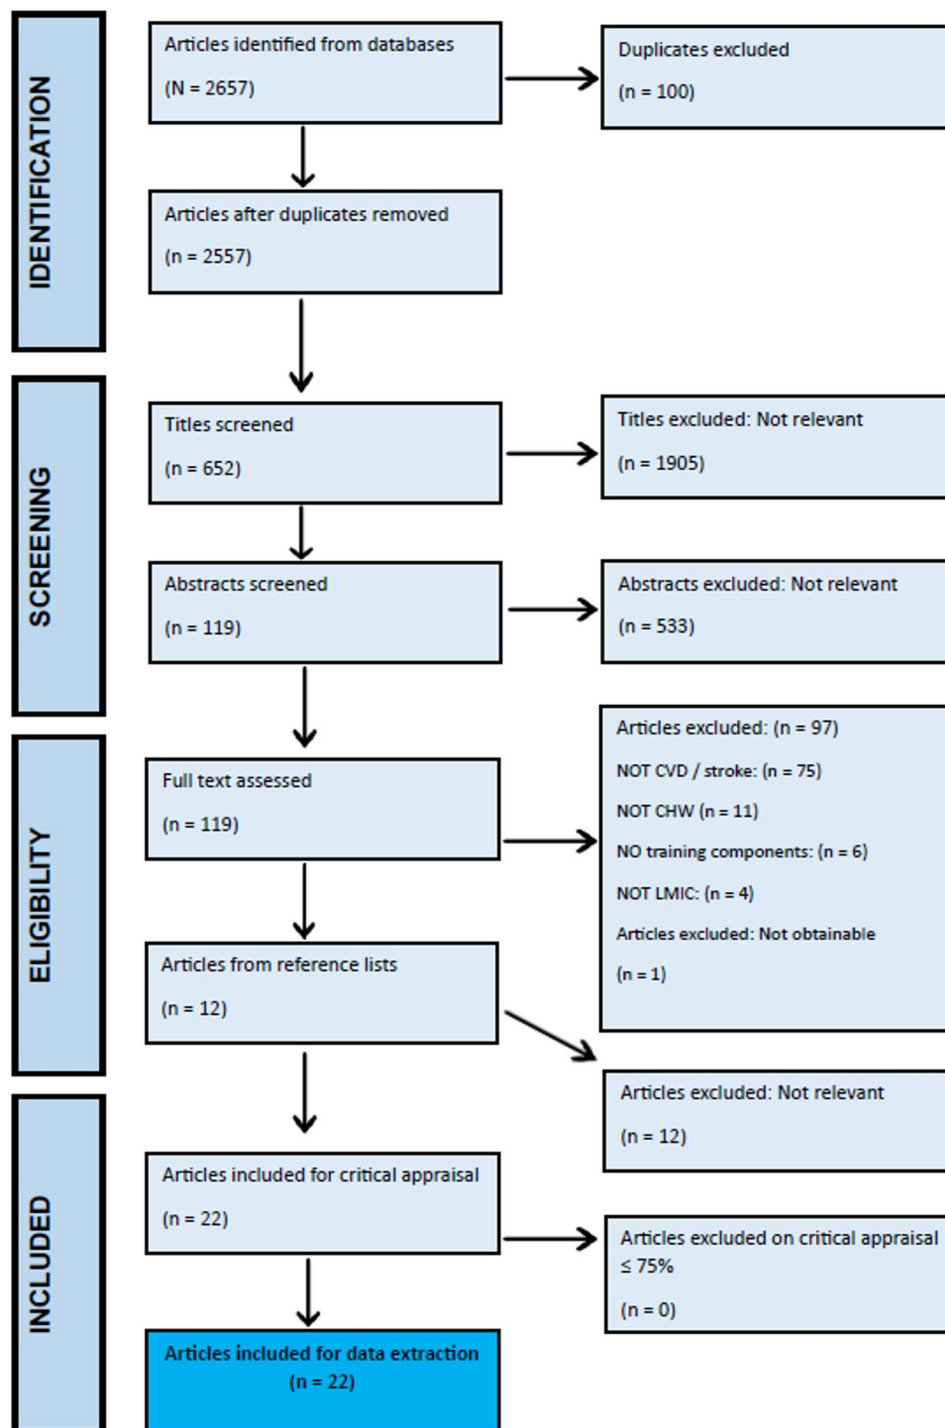 IDENTIFICATION
Articles identified from databases
(N = 2657)
Duplicates excluded
(n = 100)
Articles after duplicates removed
(n = 2557)
SCREENING
Titles screened
(n = 652)
Titles excluded: Not relevant
(n = 1905)
Abstracts screened
(n = 119)
Abstracts excluded: Not relevant
(n = 533)
ELIGIBILITY
Full text assessed
(n = 119)
Articles excluded: (n = 97)
NOT CVD / stroke: (n = 75)
NOT CHW (n = 11)
NO training components: (n = 6)
NOT LMIC: (n = 4)
Articles excluded: Not obtainable
(n = 1)
Articles from reference lists
(n = 12)
Articles excluded: Not relevant
(n = 12)
INCLUDED
Articles included for critical appraisal
(n = 22)
Articles excluded on critical appraisal
≤ 75%
(n = 0)
Articles included for data extraction
(n = 22)